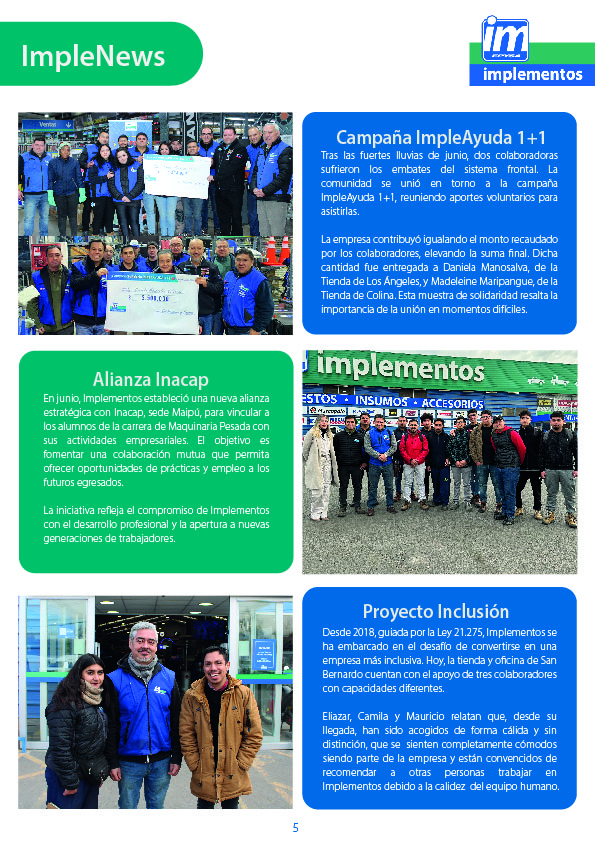 ImpleNews
im
EPYSA
implementos
Ventas
Campaña ImpleAyuda 1+1
Tras las fuertes lluvias de junio, dos colaboradoras
sufrieron los embates del sistema frontal. La
comunidad se unió en torno a la campaña
ImpleAyuda 1+1, reuniendo aportes voluntarios para
asistirlas.
La empresa contribuyó igualando el monto recaudado
por los colaboradores, elevando la suma final. Dicha
cantidad fue entregada a Daniela Manosalva, de la
Tienda de Los Ángeles, y Madeleine Maripangue, de la
Tienda de Colina. Esta muestra de solidaridad resalta la
importancia de la unión en momentos difíciles.
Alianza Inacap
En junio, Implementos estableció una nueva alianza
estratégica con Inacap, sede Maipú, para vincular a
los alumnos de la carrera de Maquinaria Pesada con
sus actividades empresariales. El objetivo es
fomentar una colaboración mutua que permita
ofrecer oportunidades de prácticas y empleo a los
futuros egresados.
La iniciativa refleja el compromiso de Implementos
con el desarrollo profesional y la apertura a nuevas
generaciones de trabajadores.
implementos
ESTOS • INSUMOS • ACCESORIOS
Marcopolo
Proyecto Inclusión
Desde 2018, guiada por la Ley 21.275, Implementos se
ha embarcado en el desafío de convertirse en una
empresa más inclusiva. Hoy, la tienda y oficina de San
Bernardo cuentan con el apoyo de tres colaboradores
con capacidades diferentes.
Eliazar, Camila y Mauricio relatan que, desde su
llegada, han sido acogidos de forma cálida y sin
distinción, que se sienten completamente cómodos
siendo parte de la empresa y están convencidos de
recomendar a otras personas trabajar en
Implementos debido a la calidez del equipo humano.
5